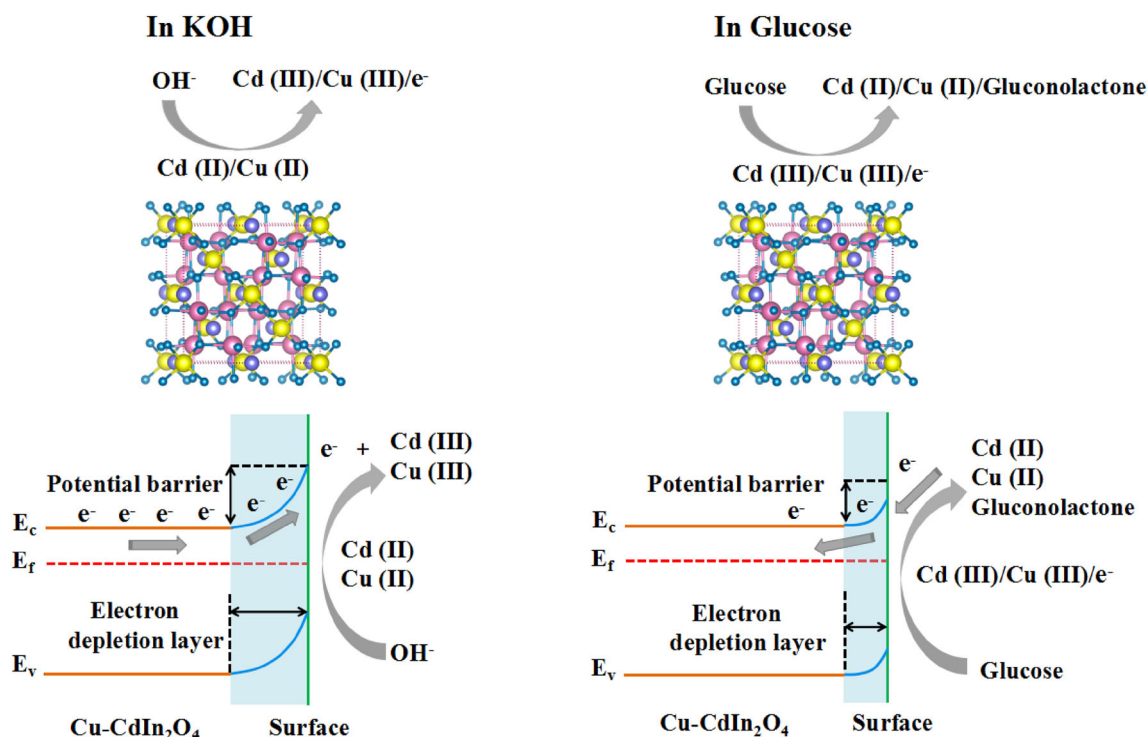 In KOH
OH-
Cd (III)/Cu (III)/e-
Cd (II)/Cu (II)
e- + Cd (III)
Cu (III)
Potential barrier
e-
e-
e- e- e- e-
Ec
Ef
Cd (II)
Cu (II)
Electron
depletion layer
OH-
Ev
Cu-CdIn2O4
Surface
In Glucose
Glucose
Cd (II)/Cu (II)/Gluconolactone
Cd (III)/Cu (III)/e-
Cd (II)
e-
Cu (II)
Potential barrier
Gluconolactone
e-
e-
Ec
Ef
Cd (III)/Cu (III)/e-
Electron
depletion layer
Glucose
Ev
Cu-CdIn2O4
Surface